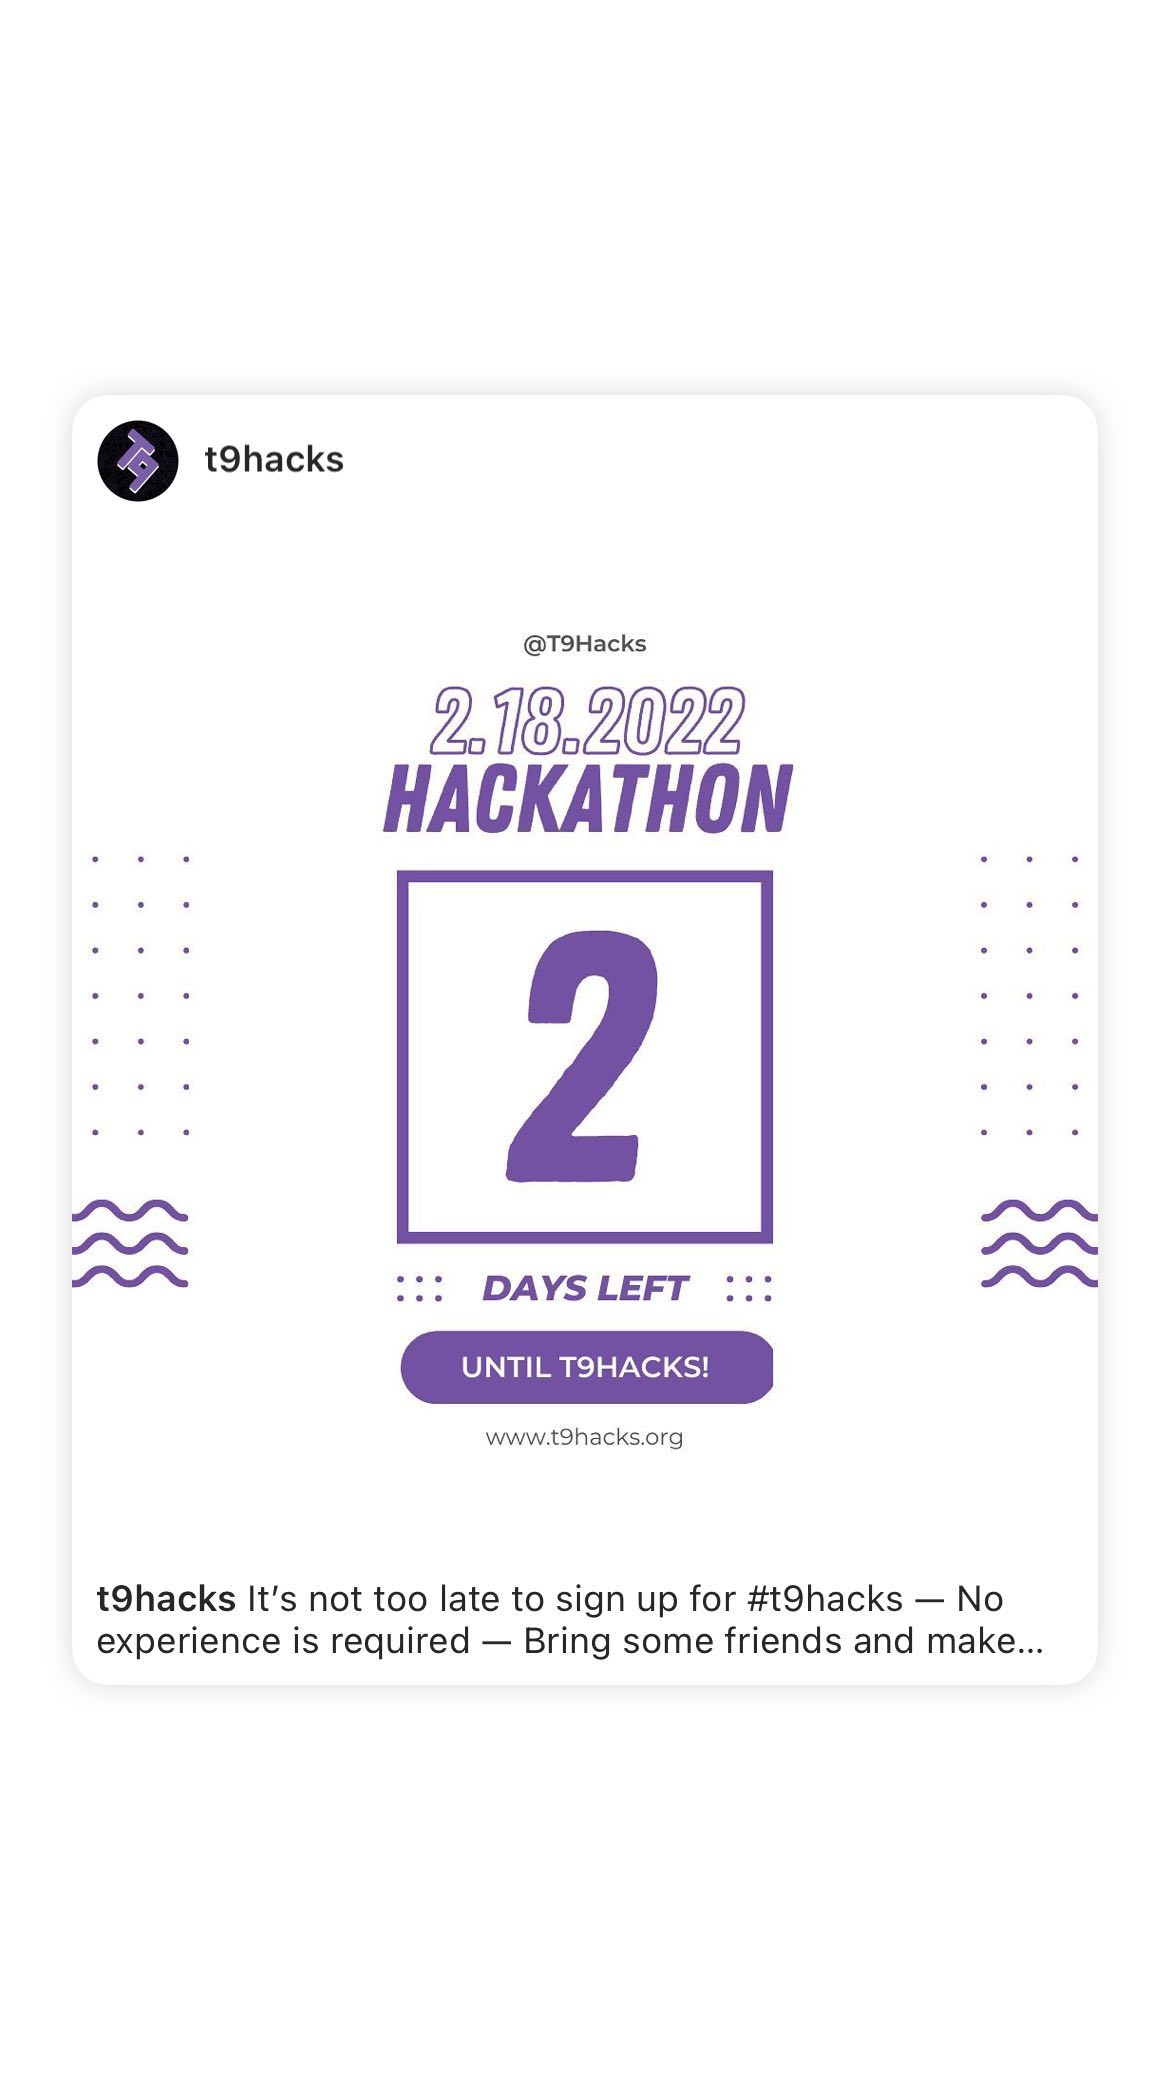 T9
t9hacks
@T9Hacks
2.18.2022
HACKATHON
2
DAYS LEFT
UNTIL T9HACKS!
www.t9hacks.org
t9hacks It’s not too late to sign up for #t9hacks — No
experience is required — Bring some friends and make...